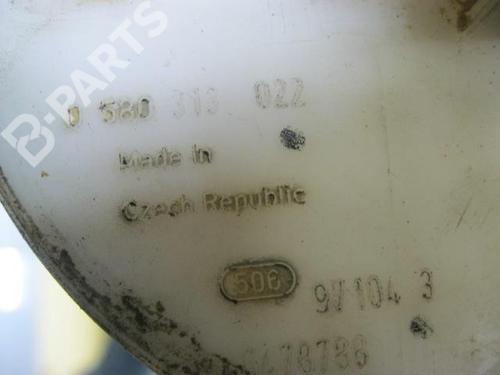 B-PARTS
0 580 313 022
Made in
Czech Republic
506
97104 3